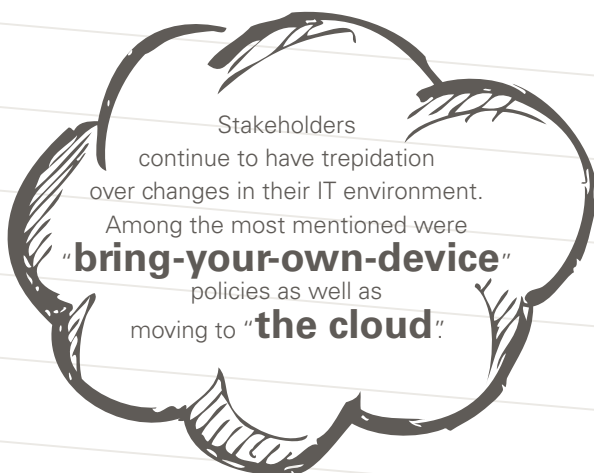 Stakeholders
continue to have trepidation
over changes in their IT environment.
Among the most mentioned were
“bring-your-own-device”
policies as well as
moving to “the cloud”.